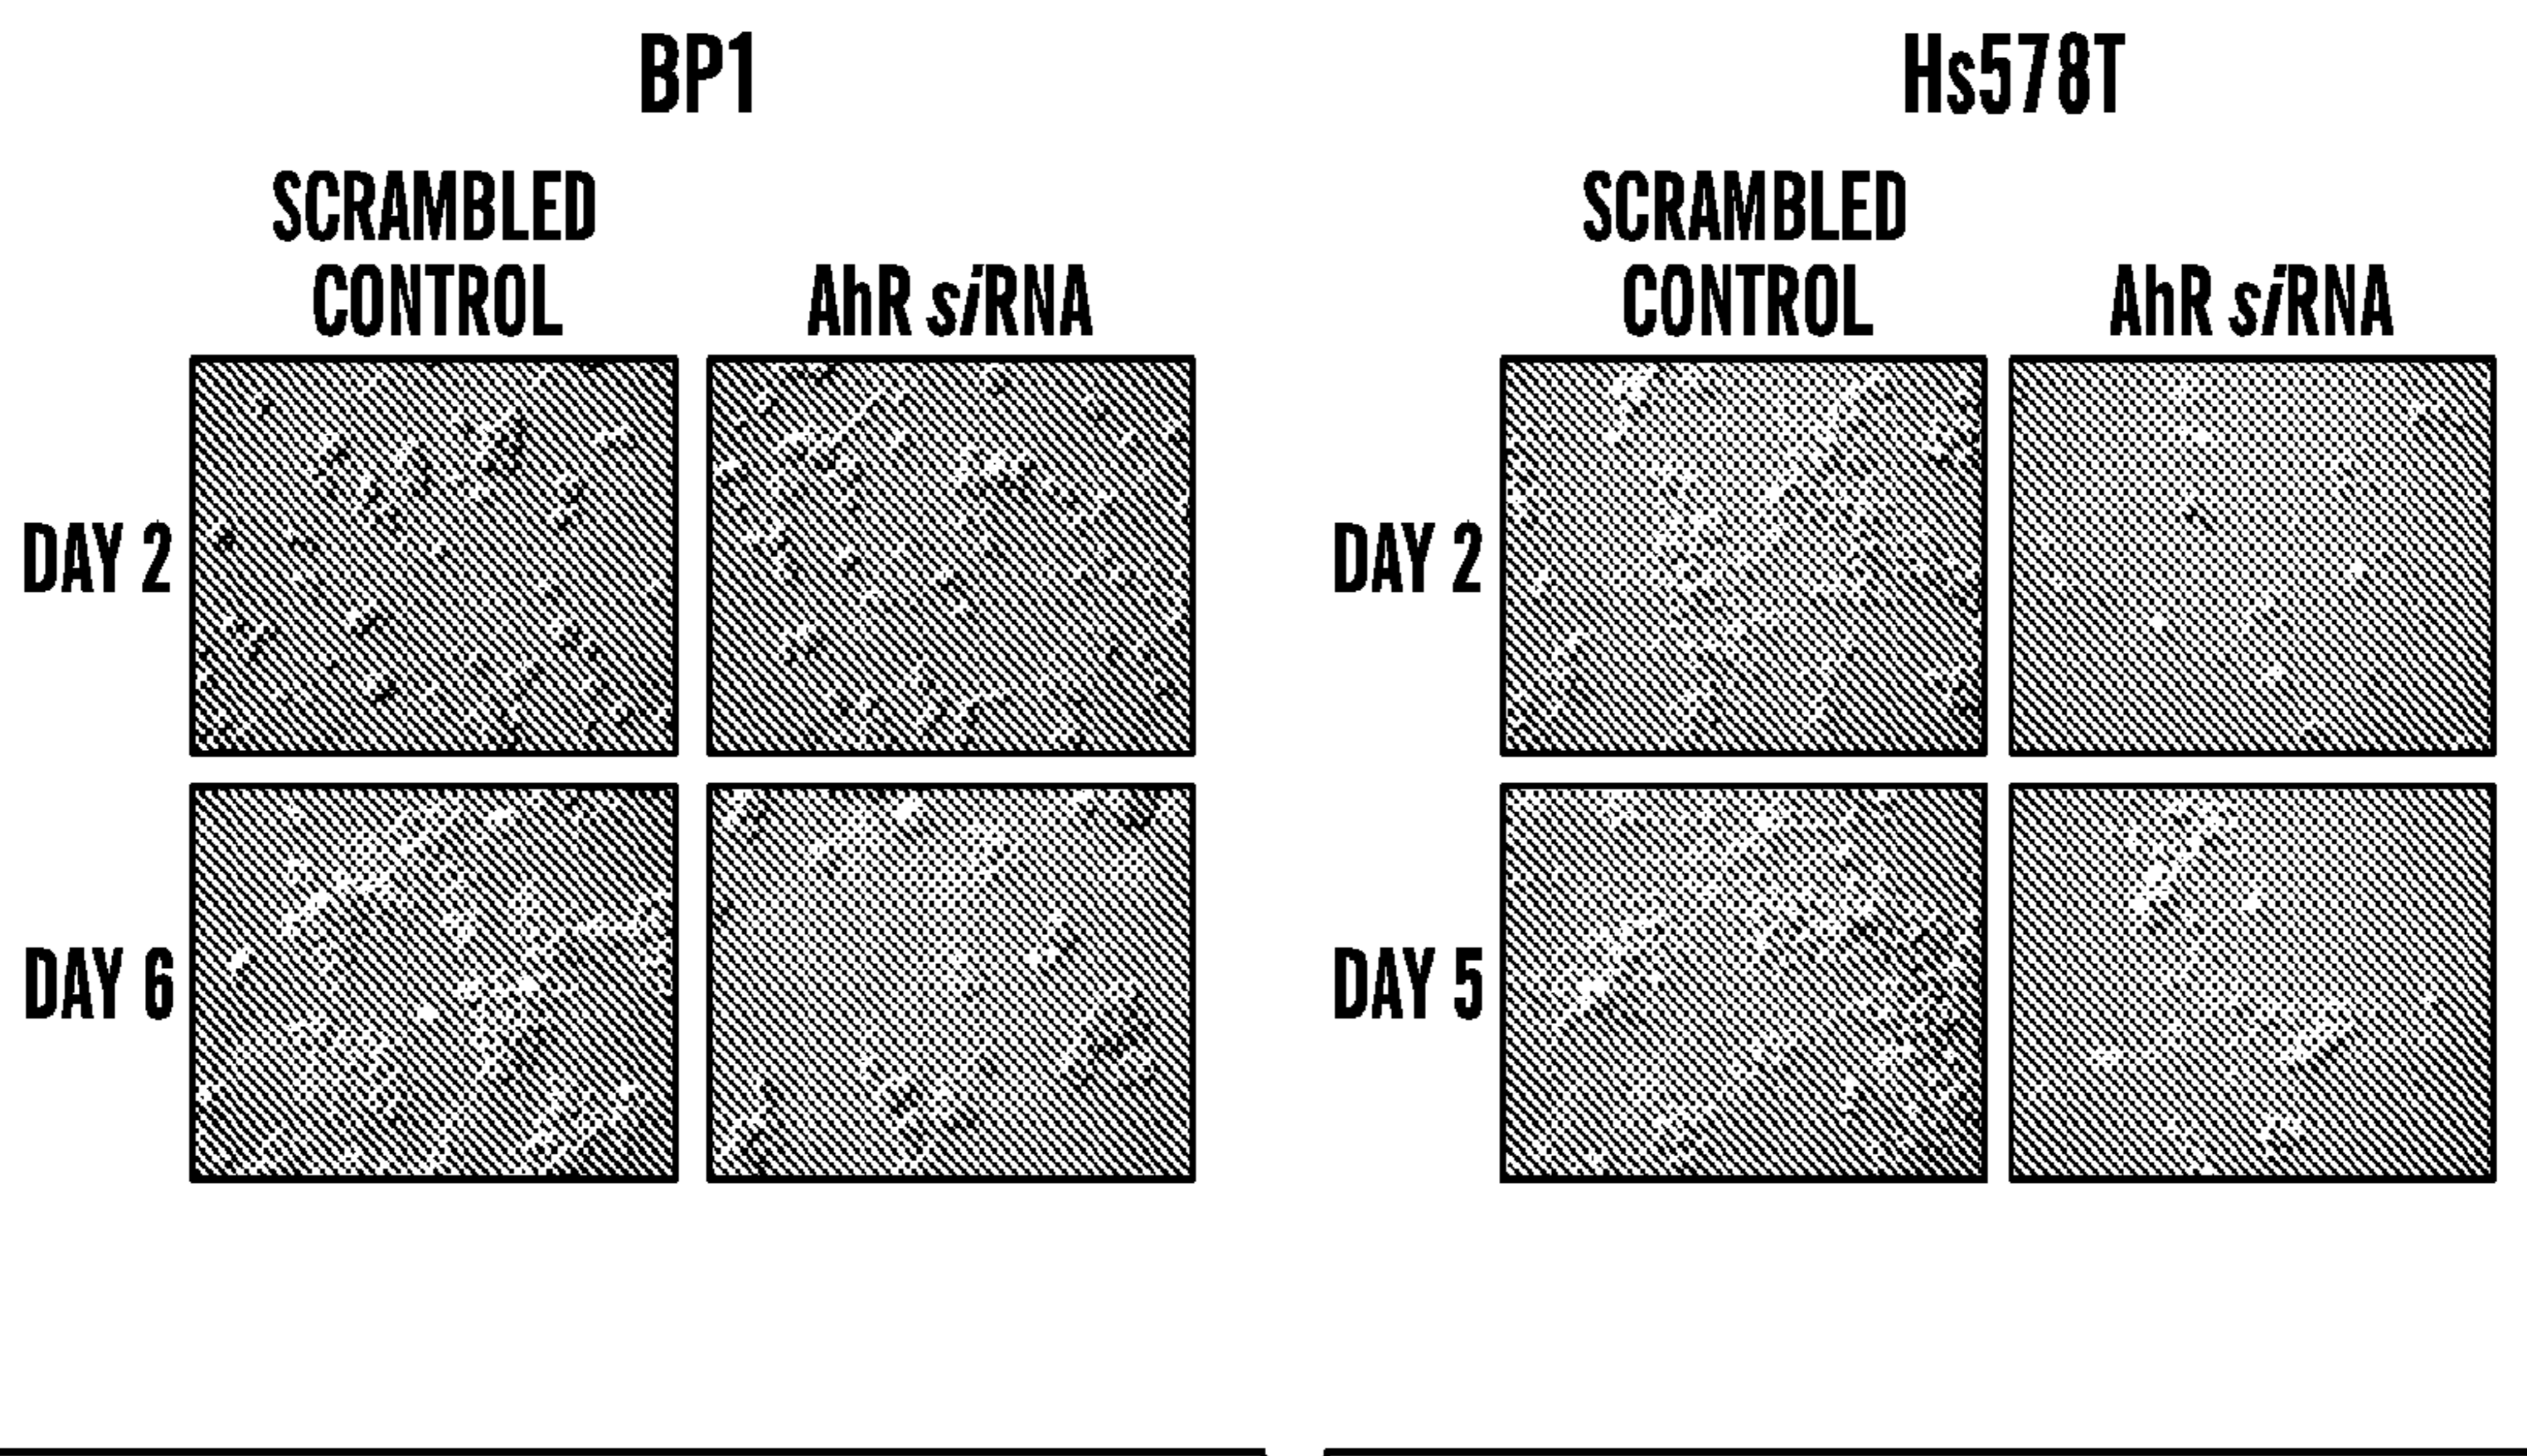 BP1
SCRAMBLED
CONTROL
AhR siRNA
DAY 2
DAY 6
Hs578T
SCRAMBLED
CONTROL
AhR siRNA
DAY 2
DAY 5